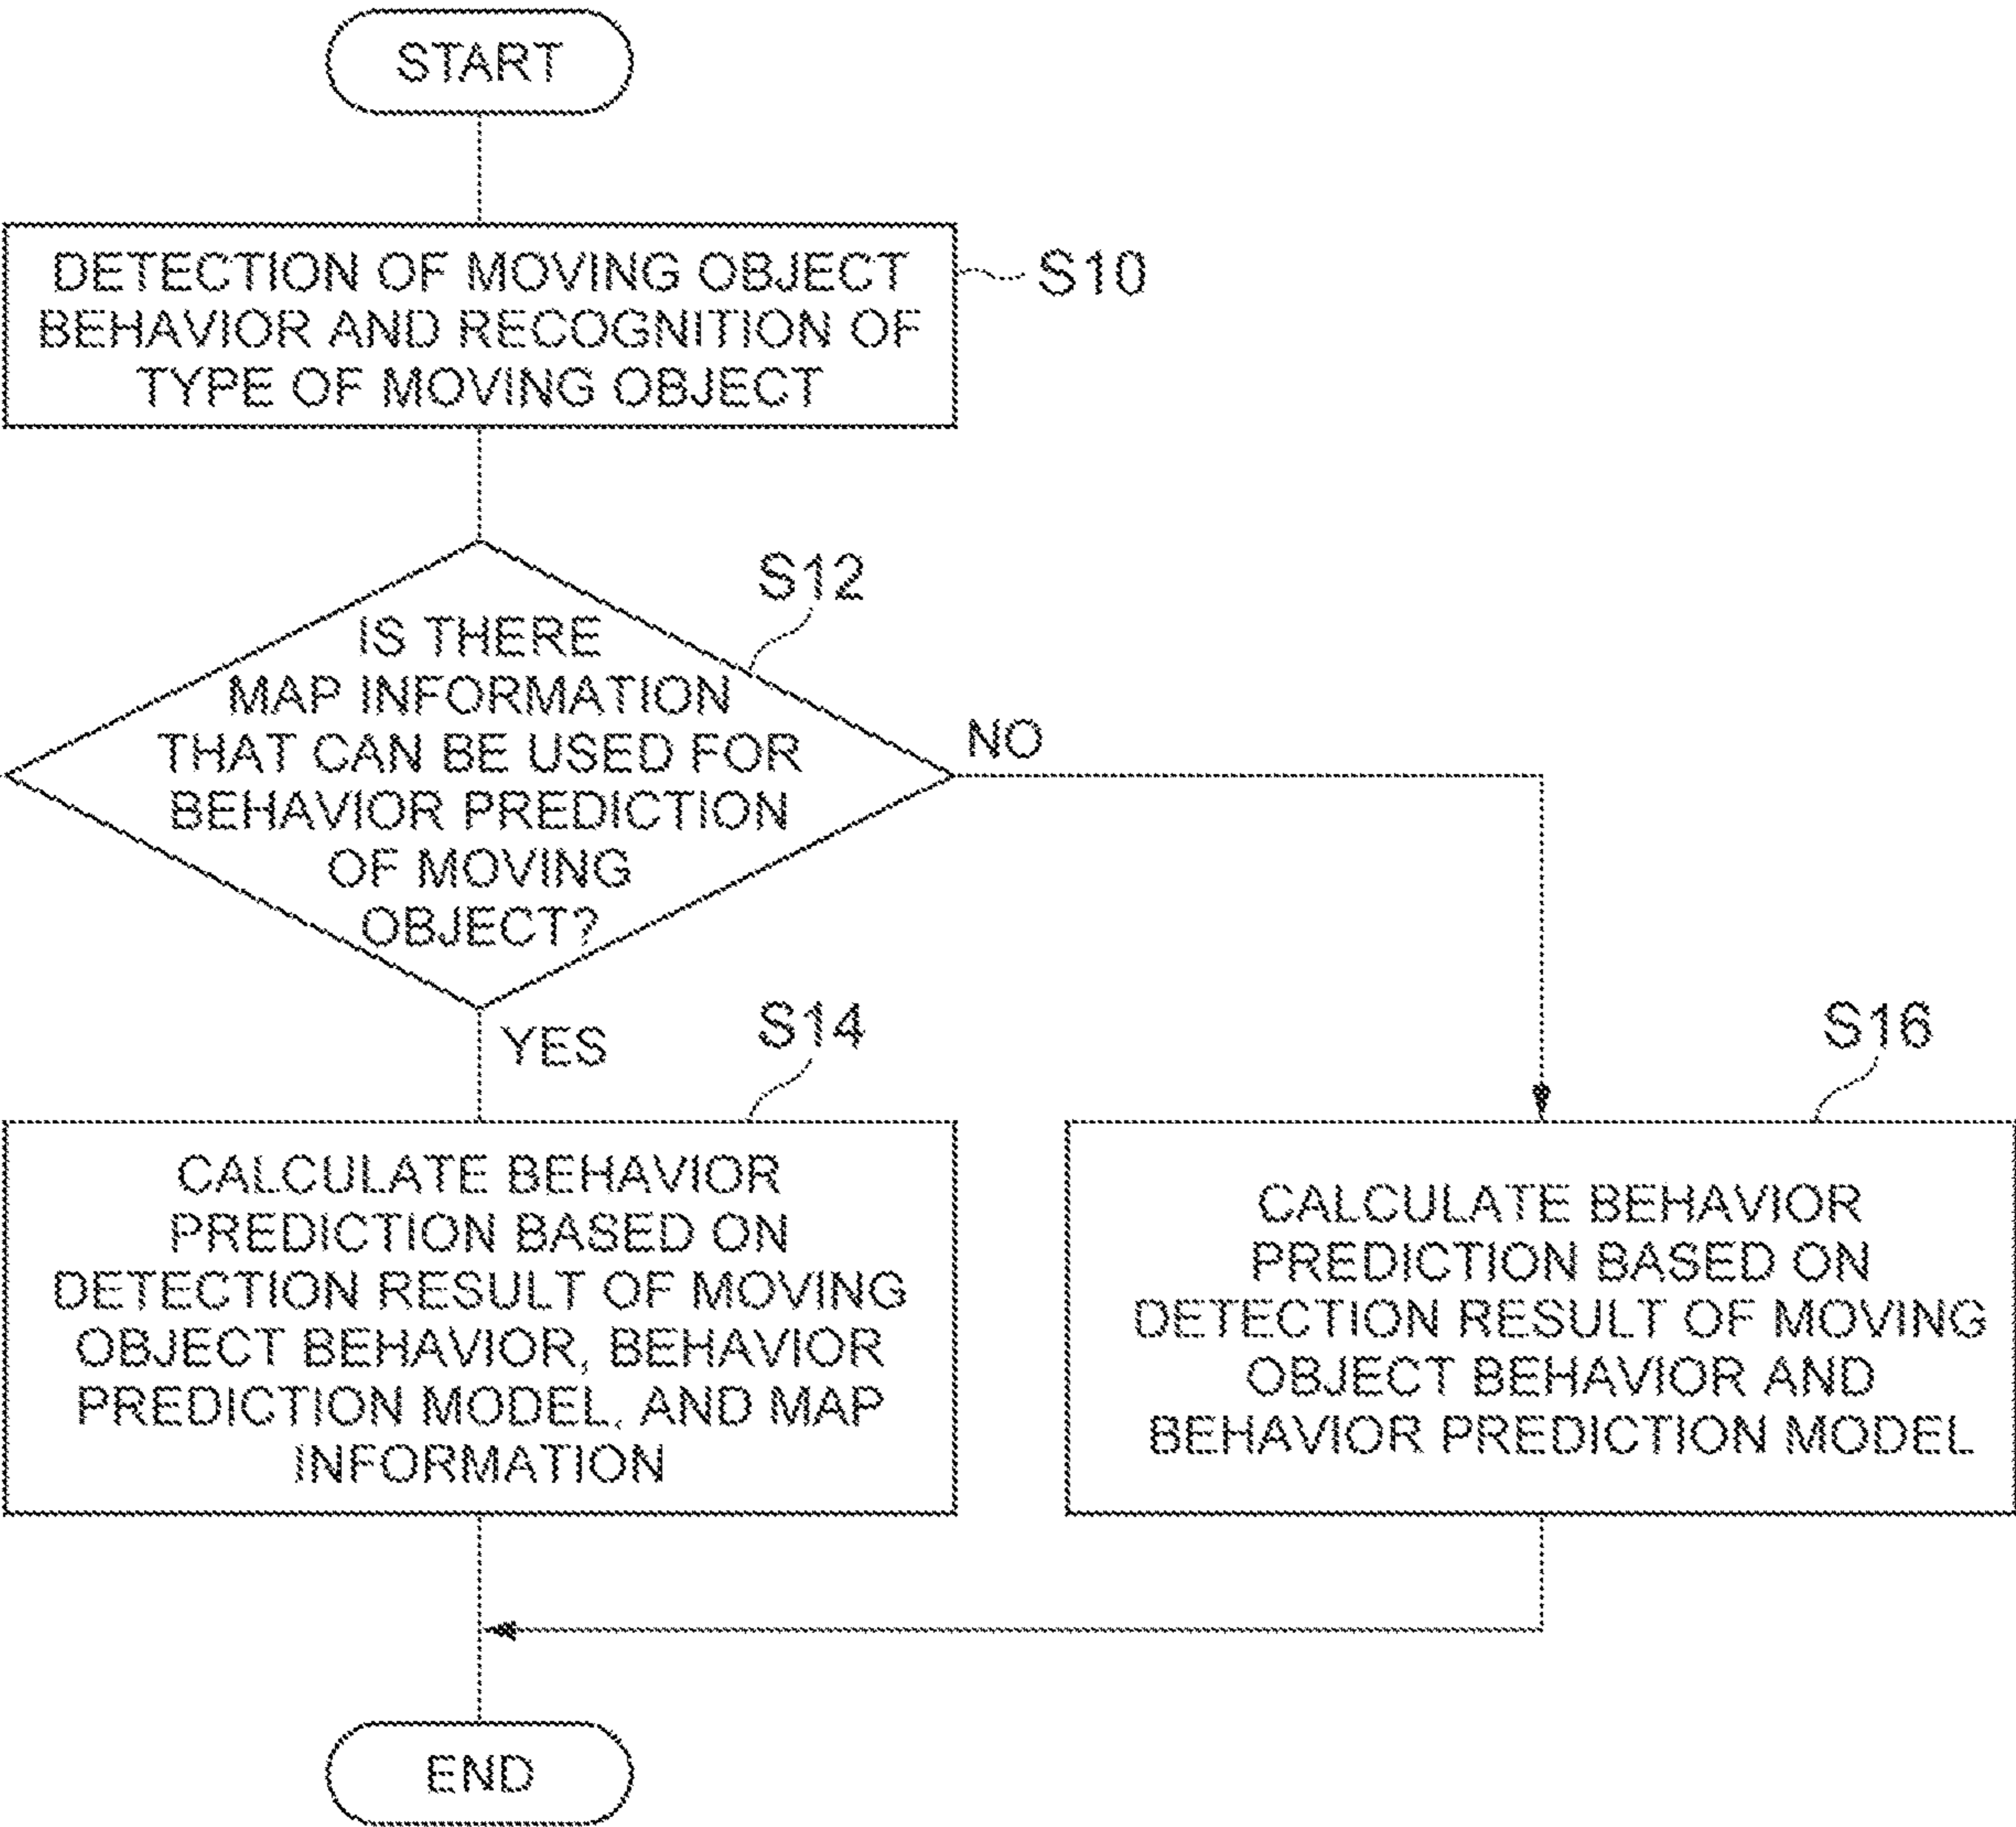 START
DETECTION OF MOVING OBJECT
BEHAVIOR AND RECOGNITION OF
TYPE OF MOVING OBJECT
S10
S12
IS THERE
MAP INFORMATION
THAT CAN BE USED FOR
BEHAVIOR PREDICTION
OF MOVING
OBJECT?
NO
YES
S14
CALCULATE BEHAVIOR
PREDICTION BASED ON
DETECTION RESULT OF MOVING
OBJECT BEHAVIOR, BEHAVIOR
PREDICTION MODEL, AND MAP
INFORMATION
S16
CALCULATE BEHAVIOR
PREDICTION BASED ON
DETECTION RESULT OF MOVING
OBJECT BEHAVIOR AND
BEHAVIOR PREDICTION MODEL
END